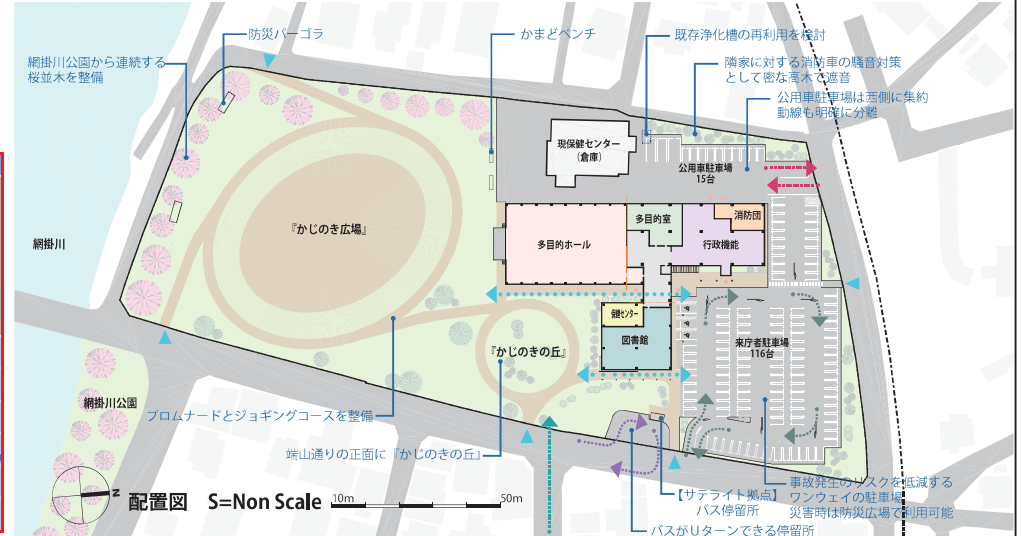 防災パーゴラ
かまどベンチ
既存浄化槽の再利用を検討
網掛川公園から連続する
桜並木を整備
隣家に対する消防車の騒音対策
として密な高木で遮音
公用車駐車場は西側に集約
動線も明確に分離
現保健センター
(倉庫)
公用車駐車場
15台
消防団
多目的室
『かじのき広場』
多目的ホール
行政機能
網掛川
保健センター
図書館
来庁者駐車場
116台
『かじのきの丘』
網掛川公園
プロムナードとジョギングコースを整備
端山通りの正面に『かじのきの丘』
N
配置図 S=Non Scale
10m
50m
【サテライト拠点】
バス停留所
バスがUターンできる停留所
事故発生のリスクを低減する
ワンウェイの駐車場
災害時は防災広場で利用可能